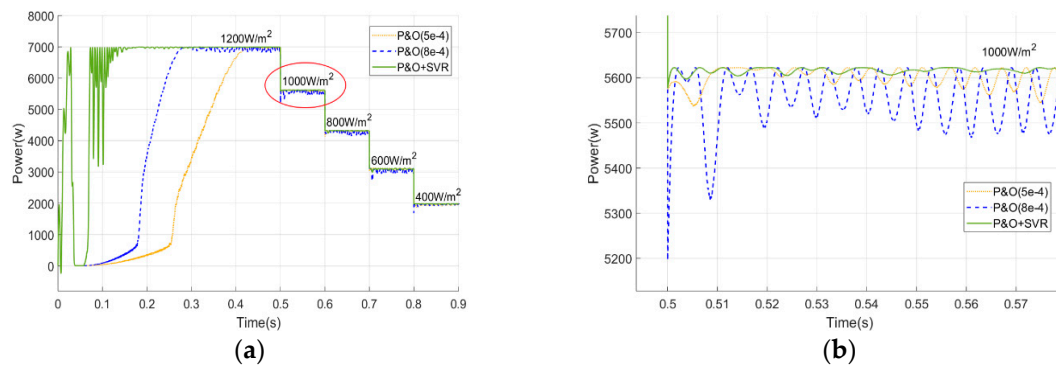 8000
7000
6000
5000
4000
3000
2000
1000
0
Power(w)
0 0.1 0.2 0.3 0.4 0.5 0.6 0.7 0.8 0.9
Time(s)
1200W/m²
1000W/m²
800W/m²
600W/m²
400W/m²
P&O(5e-4)
P&O(8e-4)
P&O+SVR
(a)
5700
5600
5500
5400
5300
5200
Power(w)
0.5 0.51 0.52 0.53 0.54 0.55 0.56 0.57
Time(s)
1000W/m²
P&O(5e-4)
P&O(8e-4)
P&O+SVR
(b)